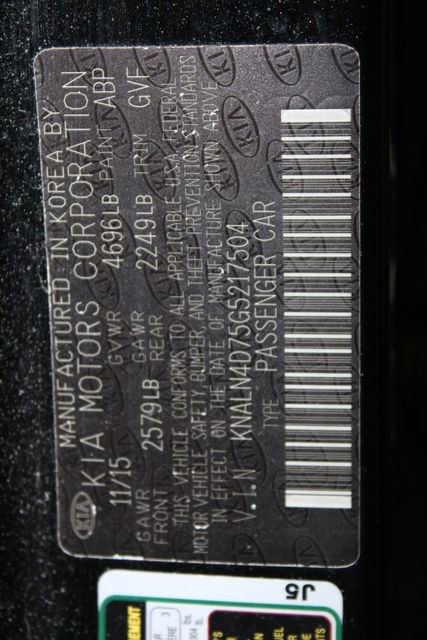 MANUFACTURED IN KOREA BY
KIA KIA MOTORS CORPORATION
11/15 GVWR 4696LB PAINT ABP
GAWR GAWR
FRONT 2579LB REAR 2249LB TRIM GVF
THIS VEHICLE CONFORMS TO ALL APPLICABLE U.S.A. FEDERAL
MOTOR VEHICLE SAFETY, BUMPER, AND THEFT PREVENTION STANDARDS
IN EFFECT ON THE DATE OF MANUFACTURE SHOWN ABOVE
V.I.N KNALN4D75G5217504
TYPE PASSENGER CAR
J5